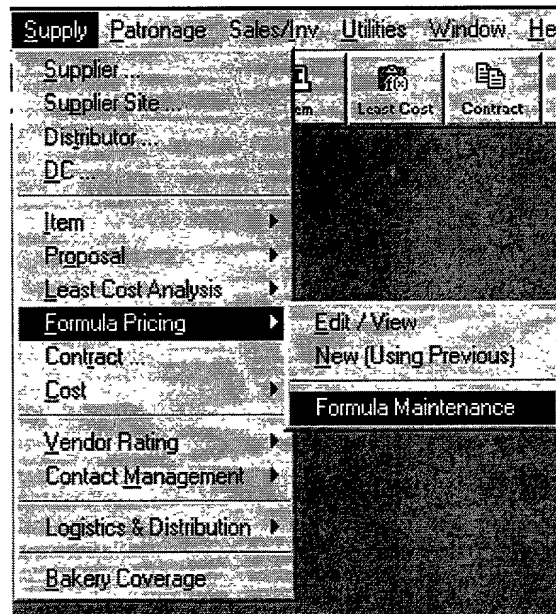 Supply Patronage Sales/Inv Utilities Window He
Supplier ...
Supplier Site ...
Distributor ...
DC ...
Item
Proposal
Least Cost Analysis
Formula Pricing
Contract ...
Cost
Vendor Rating
Contact Management
Logistics & Distribution
Bakery Coverage
em
Least Cost
Contract
Edit / View
New (Using Previous)
Formula Maintenance